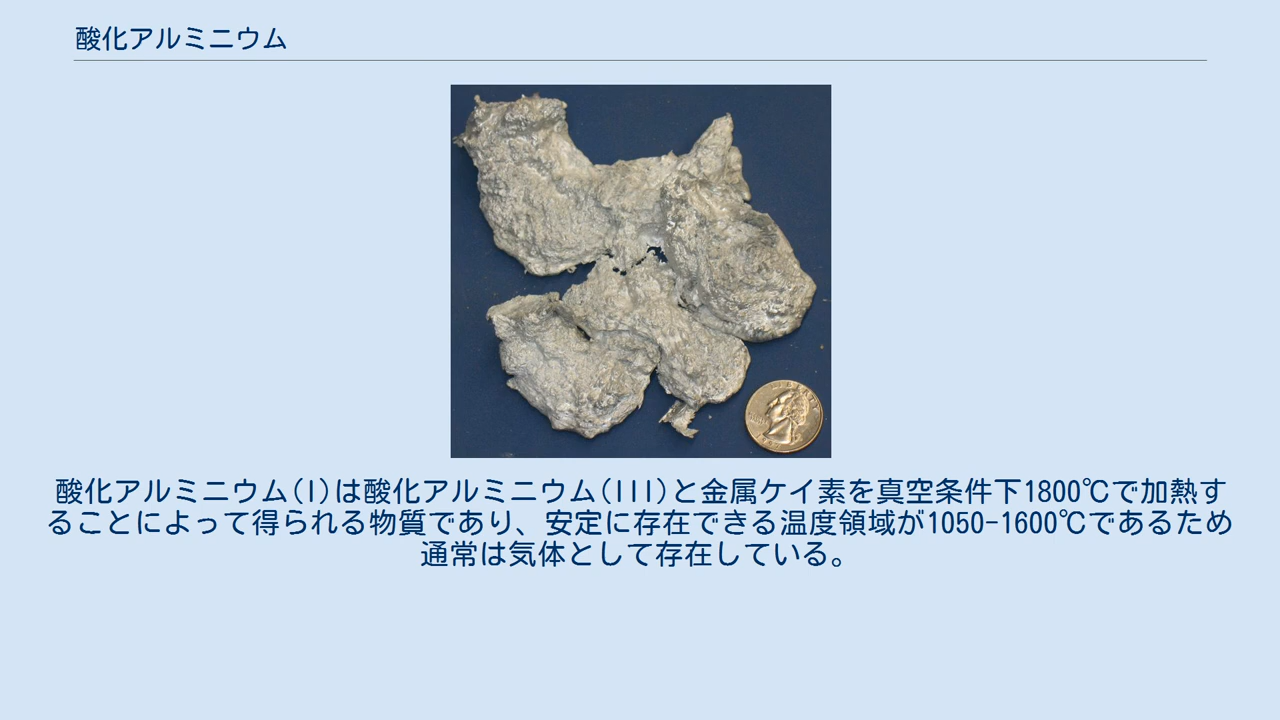 酸化アルミニウム
LIBERTY
酸化アルミニウム(I)は酸化アルミニウム(III)と金属ケイ素を真空条件下1800℃で加熱す
ることによって得られる物質であり、安定に存在できる温度領域が1050-1600℃であるため
通常は気体として存在している。